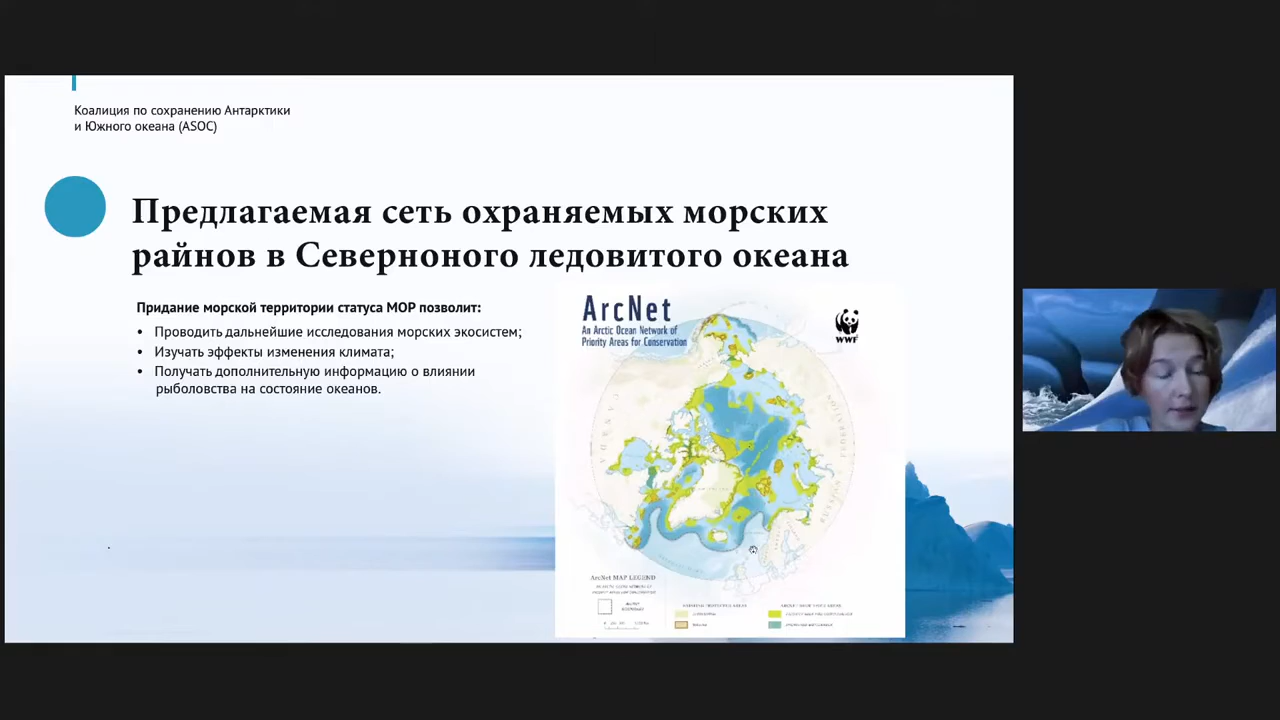 Коалиция по сохранению Антарктики
и Южного океана (ASOC)
Предлагаемая сеть охраняемых морских
райнов в Северноного ледовитого океана
Придание морской территории статуса МОР позволит:
• Проводить дальнейшие исследования морских экосистем;
• Изучать эффекты изменения климата;
• Получать дополнительную информацию о влиянии
рыболовства на состояние океанов.
ArcNet
An Arctic Ocean Network of
Priority Areas for Conservation
WWF
ArcNet MAP LEGEND